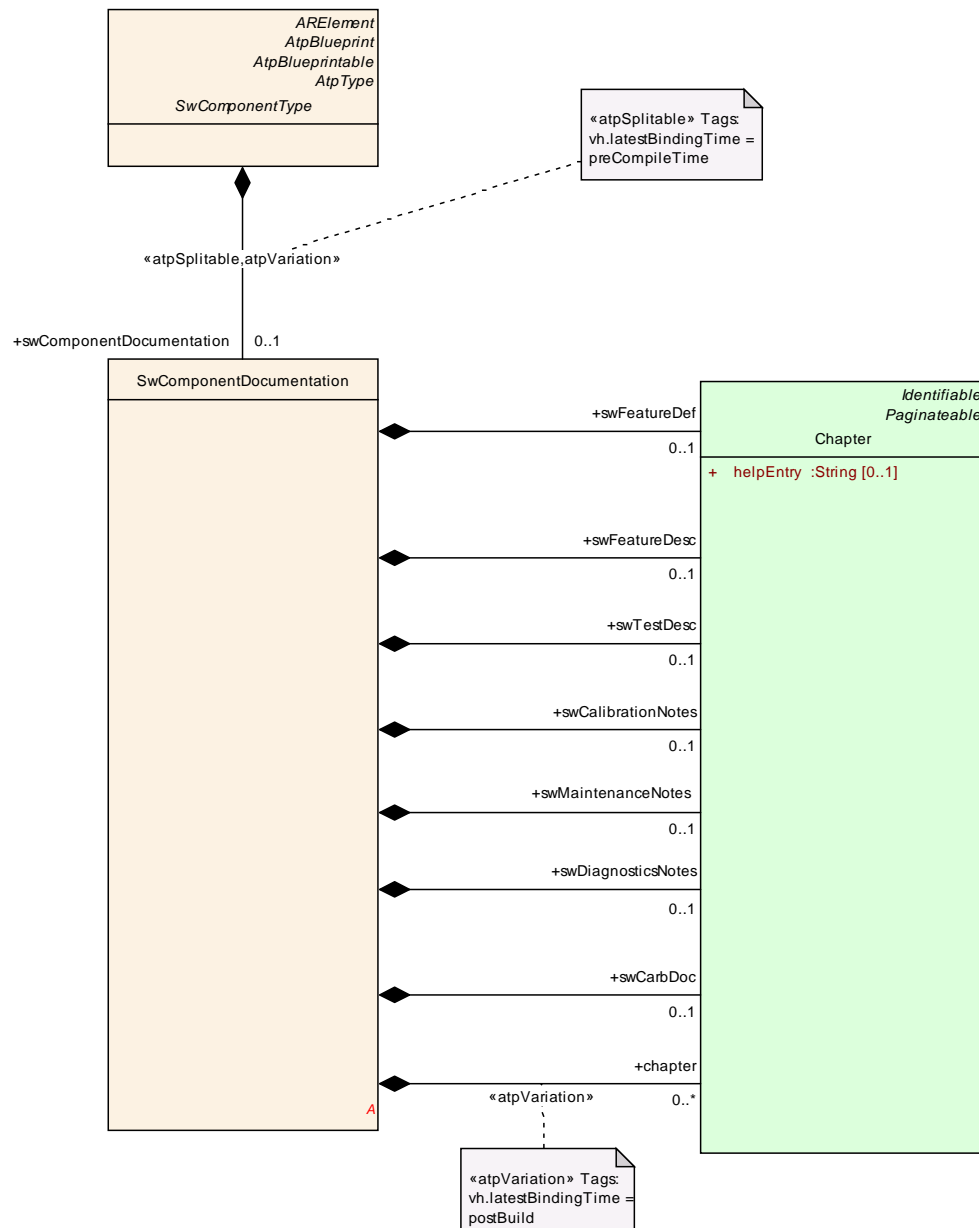 ARElement
AtpBlueprint
AtpBlueprintable
AtpType
SwComponentType
«atpSplitable» Tags:
vh.latestBindingTime =
preCompileTime
«atpSplitable,atpVariation»
+swComponentDocumentation 0..1
SwComponentDocumentation
Identifiable
Paginateable
Chapter
+ helpEntry :String [0..1]
+swFeatureDef
0..1
+swFeatureDesc
0..1
+swTestDesc
0..1
+swCalibrationNotes
0..1
+swMaintenanceNotes
0..1
+swDiagnosticsNotes
0..1
+swCarbDoc
0..1
+chapter
«atpVariation» 0..*
A
«atpVariation» Tags:
vh.latestBindingTime =
postBuild